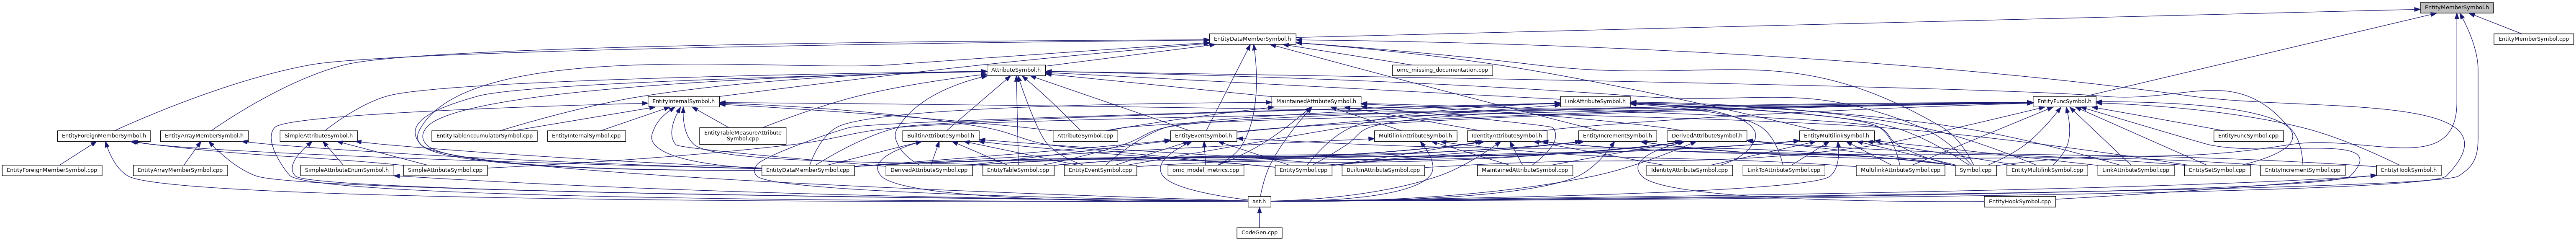 EntityMemberSymbol.h
EntityDataMemberSymbol.h
EntityMemberSymbol.cpp
AttributeSymbol.h
omc_missing_documentation.cpp
EntityInternalSymbol.h
MaintainedAttributeSymbol.h
LinkAttributeSymbol.h
EntityFuncSymbol.h
EntityForeignMemberSymbol.h
EntityArrayMemberSymbol.h
SimpleAttributeSymbol.h
EntityTableAccumulatorSymbol.cpp
EntityInternalSymbol.cpp
EntityTableMeasureAttribute
Symbol.cpp
BuiltinAttributeSymbol.h
AttributeSymbol.cpp
EntityEventSymbol.h
MultilinkAttributeSymbol.h
IdentityAttributeSymbol.h
EntityIncrementSymbol.h
DerivedAttributeSymbol.h
EntityMultilinkSymbol.h
EntityFuncSymbol.cpp
EntityForeignMemberSymbol.cpp
EntityArrayMemberSymbol.cpp
SimpleAttributeEnumSymbol.h
SimpleAttributeSymbol.cpp
EntityDataMemberSymbol.cpp
DerivedAttributeSymbol.cpp
EntityTableSymbol.cpp
EntityEventSymbol.cpp
omc_model_metrics.cpp
EntitySymbol.cpp
BuiltinAttributeSymbol.cpp
MaintainedAttributeSymbol.cpp
IdentityAttributeSymbol.cpp
LinkToAttributeSymbol.cpp
MultilinkAttributeSymbol.cpp
Symbol.cpp
EntityMultilinkSymbol.cpp
LinkAttributeSymbol.cpp
EntitySetSymbol.cpp
EntityIncrementSymbol.cpp
EntityHookSymbol.h
ast.h
EntityHookSymbol.cpp
CodeGen.cpp